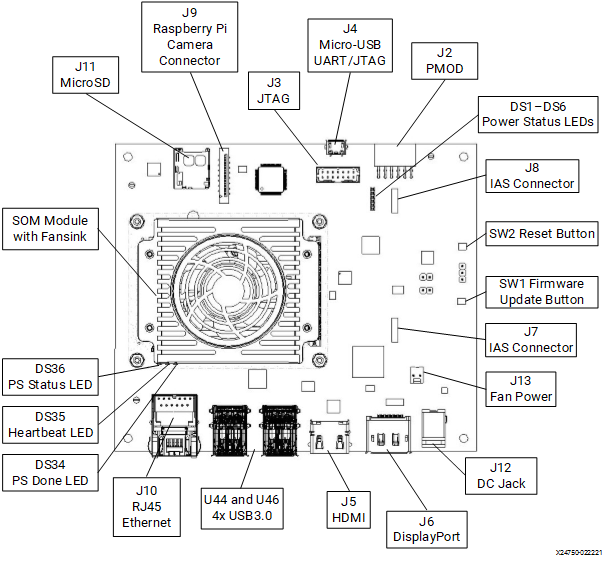 J9
Raspberry Pi
Camera
Connector
J4
Micro-USB
UART/JTAG
J2
PMOD
J11
MicroSD
J3
JTAG
DS1–DS6
Power Status LEDs
J8
IAS Connector
SOM Module
with Fansink
SW2 Reset Button
SW1 Firmware
Update Button
J7
IAS Connector
DS36
PS Status LED
J13
Fan Power
DS35
Heartbeat LED
DS34
PS Done LED
J10
RJ45
Ethernet
U44 and U46
4x USB3.0
J5
HDMI
J6
DisplayPort
J12
DC Jack
X24750-022221